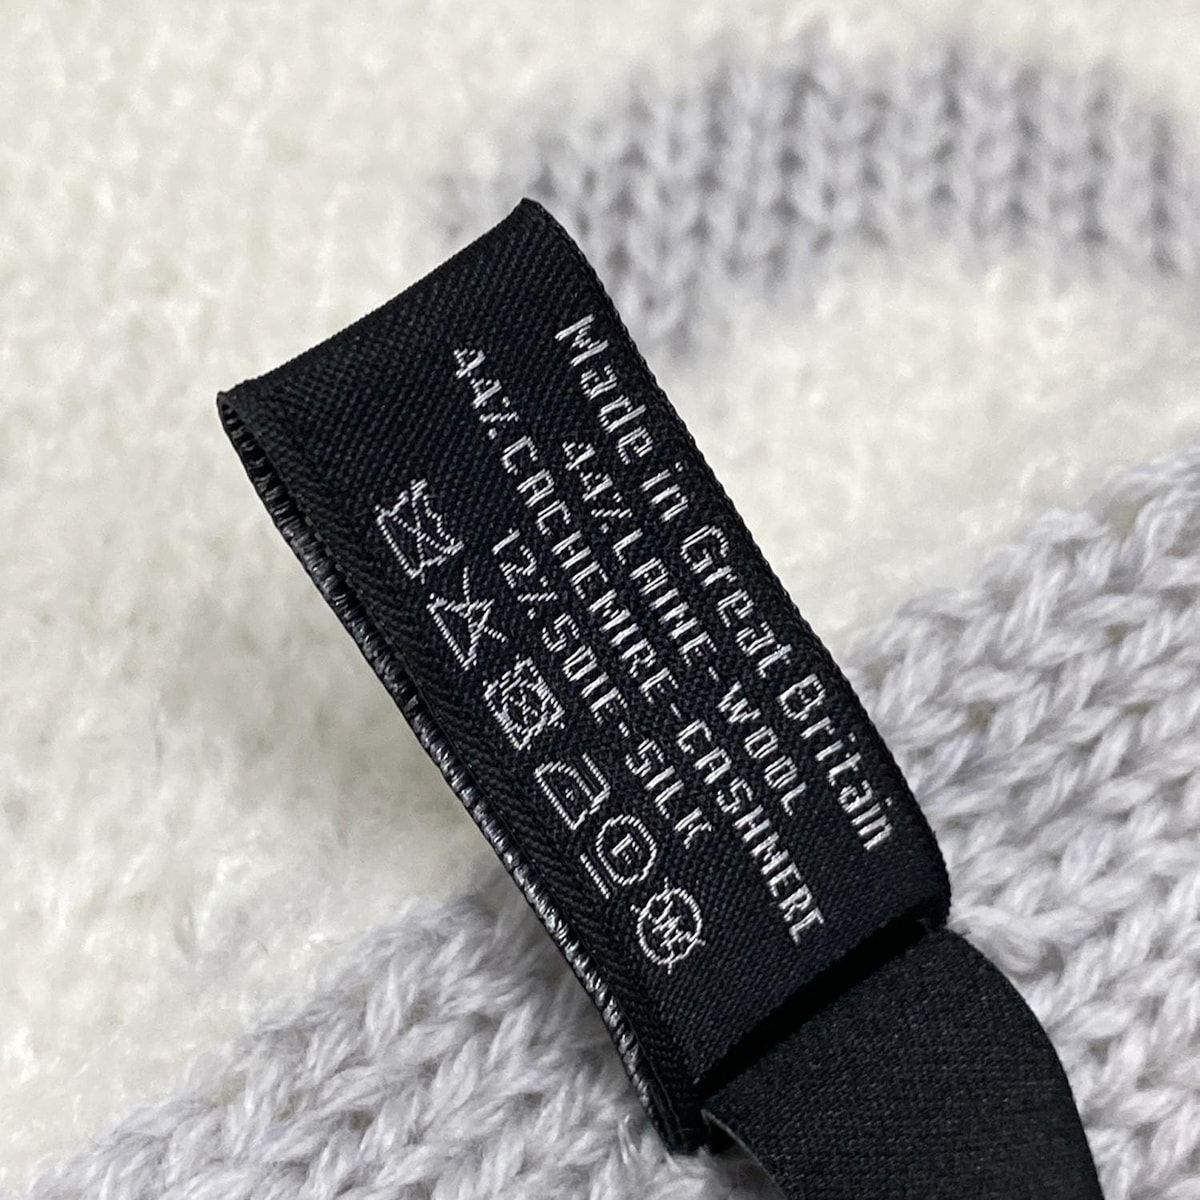 Made in Great Britain
44%LAINE-WOOL
44%CACHEMIRE-CASHMERE
12%SOIE-SILK